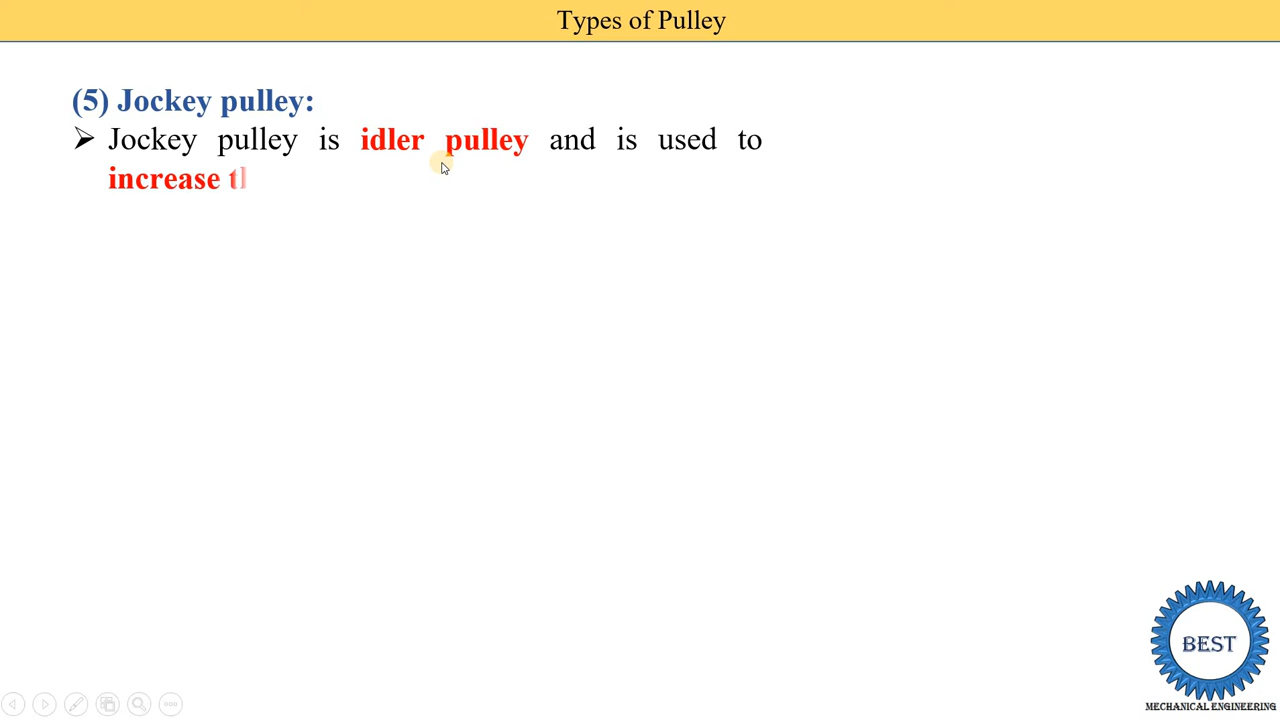 Types of Pulley
(5) Jockey pulley:
➢ Jockey pulley is idler pulley and is used to
increase
BEST
MECHANICAL ENGINEERING